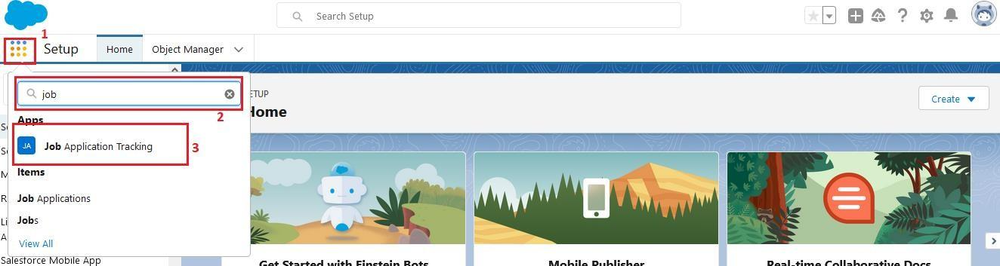 Search Setup
1
Setup
Home
Object Manager
job
2
Apps
JA
Job Application Tracking
3
Items
Job Applications
Jobs
View All
Salesforce Mobile App
ETUP
Home
Create
Get Started with Einstein Bots
Mobile Publisher
Real-time Collaborative Docs